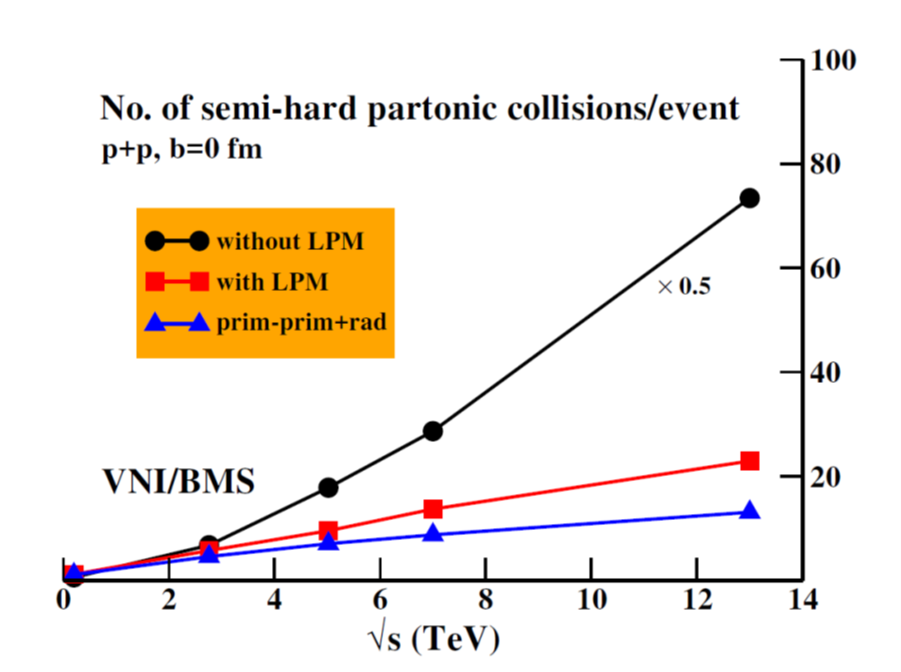 100
No. of semi-hard partonic collisions/event
p+p, b=0 fm
80
without LPM
60
with LPM
× 0.5
prim-prim+rad
40
VNI/BMS
20
0 2 4 6 8 10 12 14
√s (TeV)